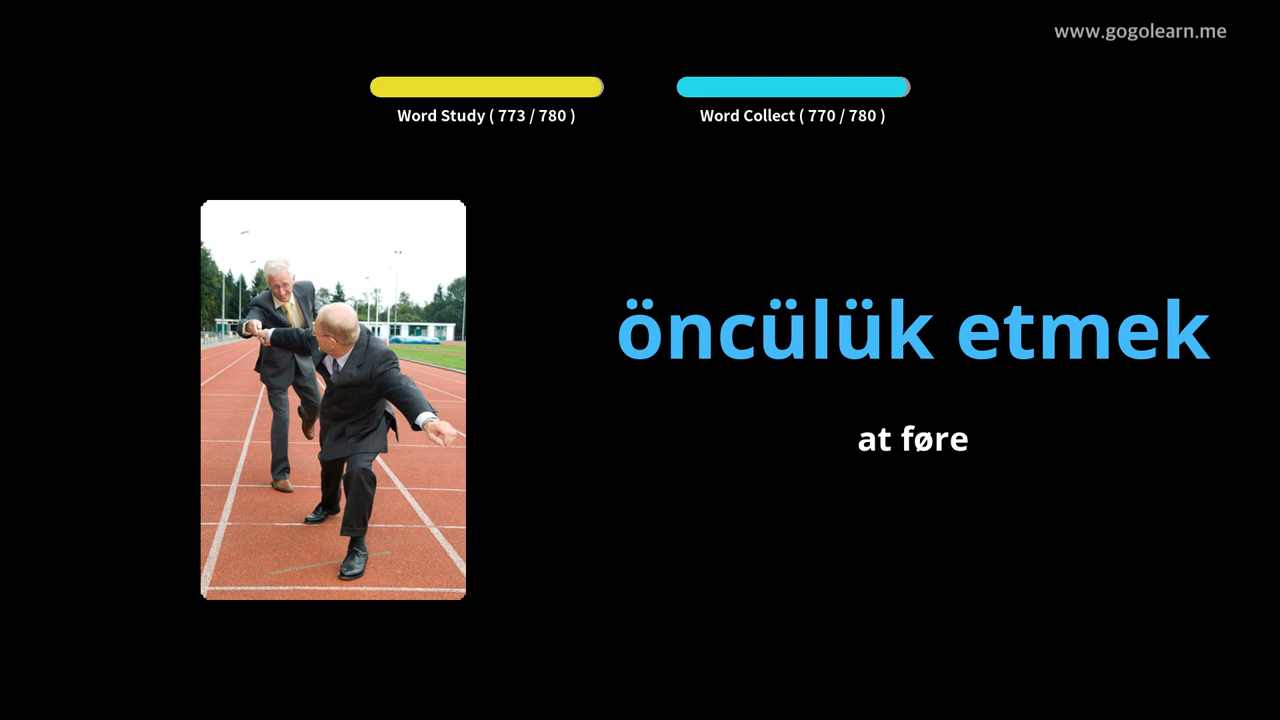 www.gogolearn.me
Word Study ( 773 / 780 )
Word Collect ( 770 / 780 )
öncülük etmek
at føre